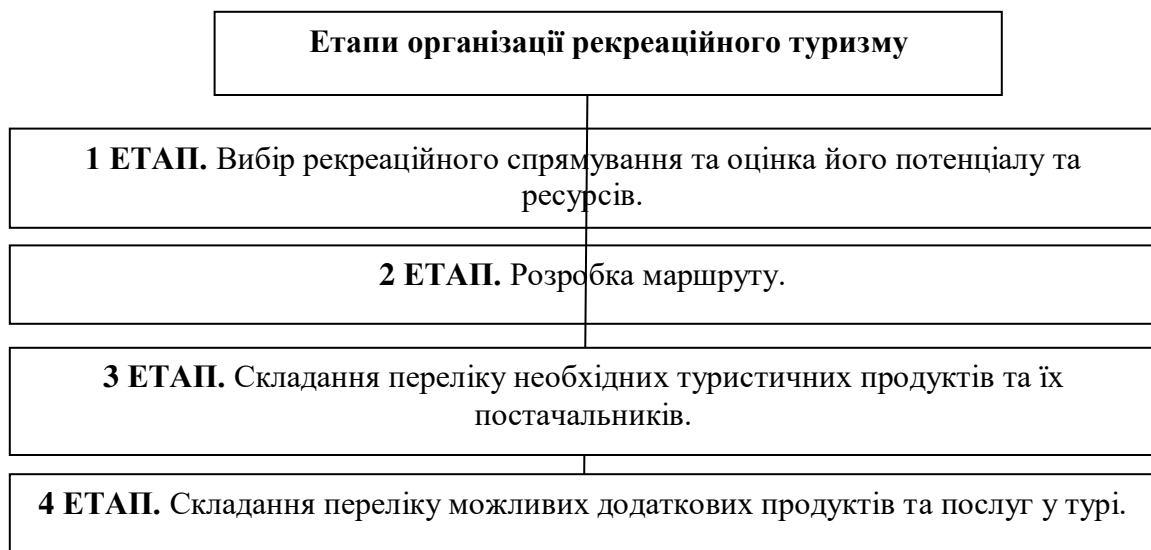 Етапи організації рекреаційного туризму
1 ЕТАП. Вибір рекреаційного спрямування та оцінка його потенціалу та
ресурсів.
2 ЕТАП. Розробка маршруту.
3 ЕТАП. Складання переліку необхідних туристичних продуктів та їх
постачальників.
4 ЕТАП. Складання переліку можливих додаткових продуктів та послуг у турі.